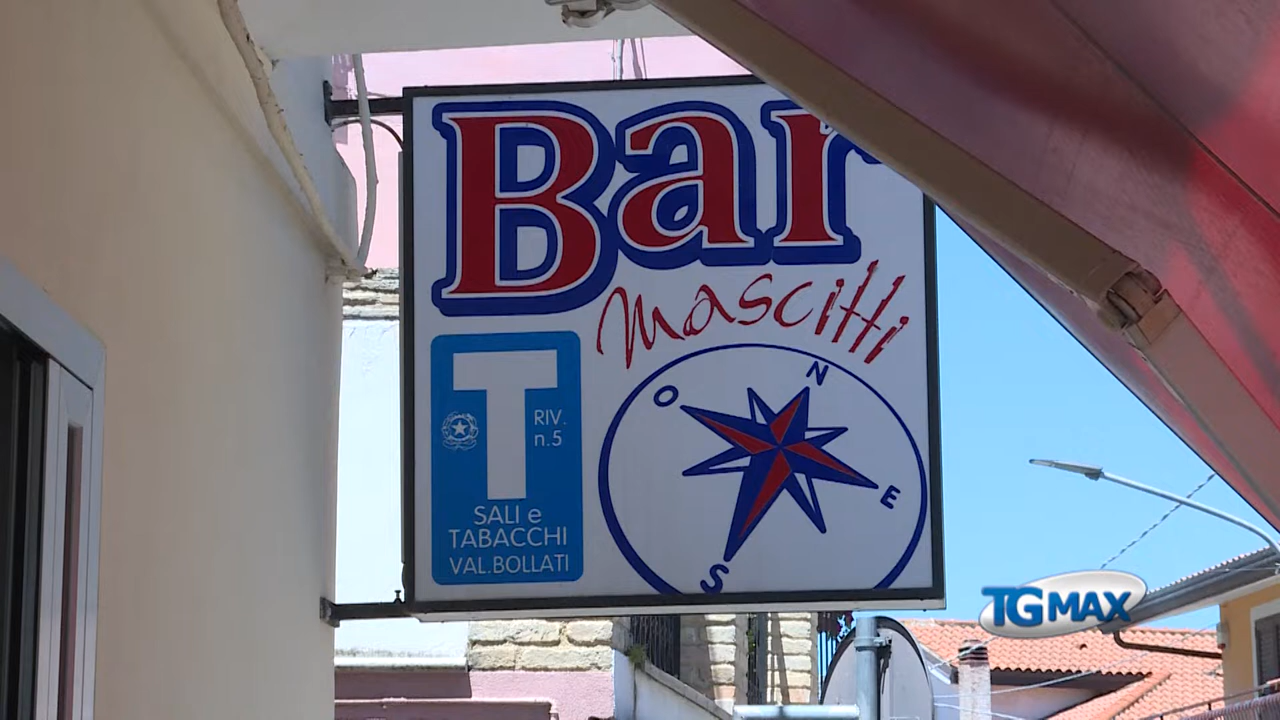 Bar
Mascitti
T
RIV.
n.5
SALI e
TABACCHI
VAL.BOLLATI
N
O
E
S
TGMAX